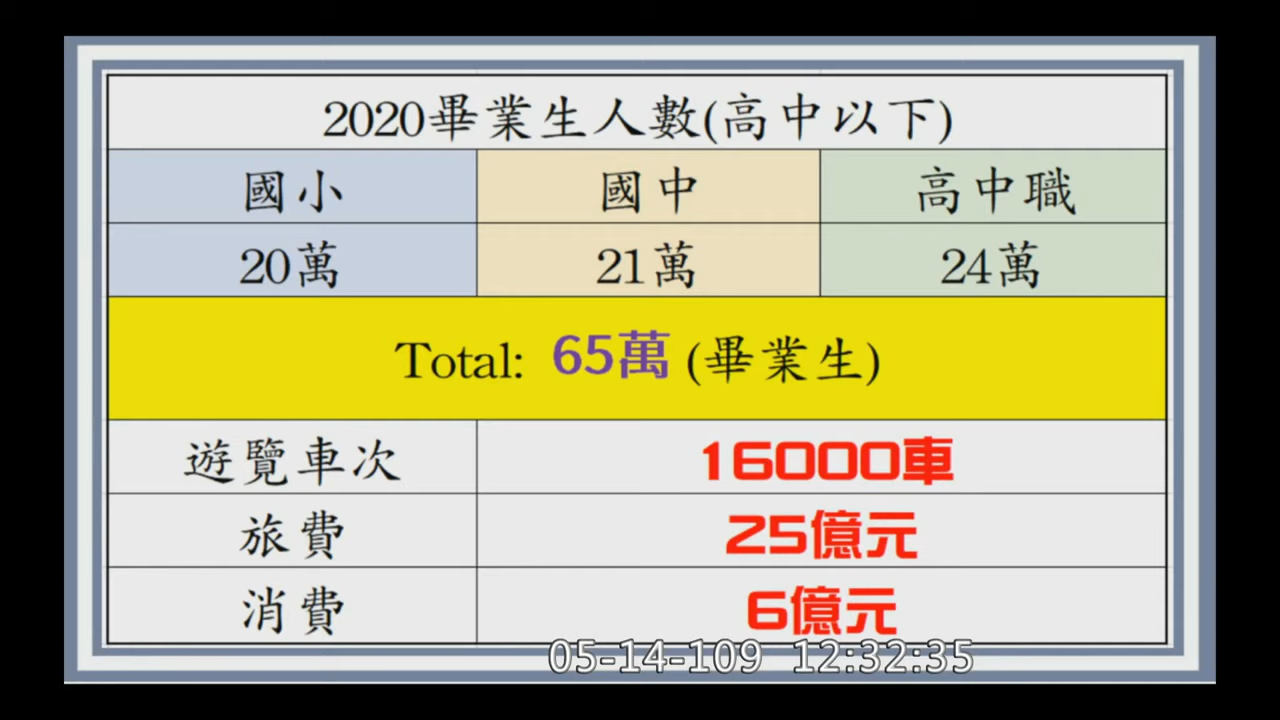 2020畢業生人數(高中以下)
國小 國中 高中職
20萬 21萬 24萬
Total: 65萬 (畢業生)
遊覽車次 16000車
旅費 25億元
消費 6億元
05-14-109 12:32:35